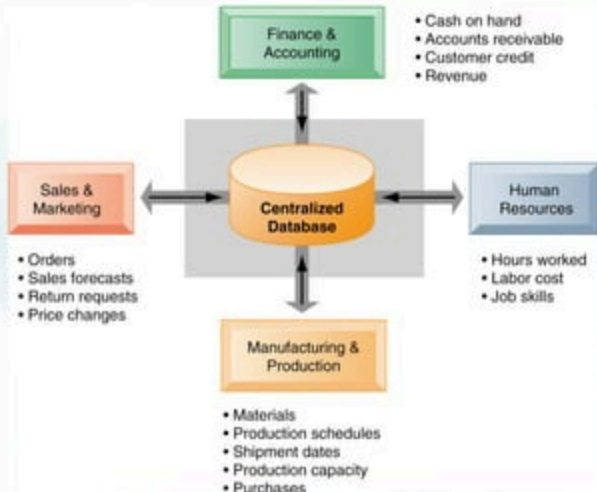 Finance &
Accounting
• Cash on hand
• Accounts receivable
• Customer credit
• Revenue
Sales &
Marketing
• Orders
• Sales forecasts
• Return requests
• Price changes
Centralized
Database
Human
Resources
• Hours worked
• Labor cost
• Job skills
Manufacturing &
Production
• Materials
• Production schedules
• Shipment dates
• Production capacity
• Purchases